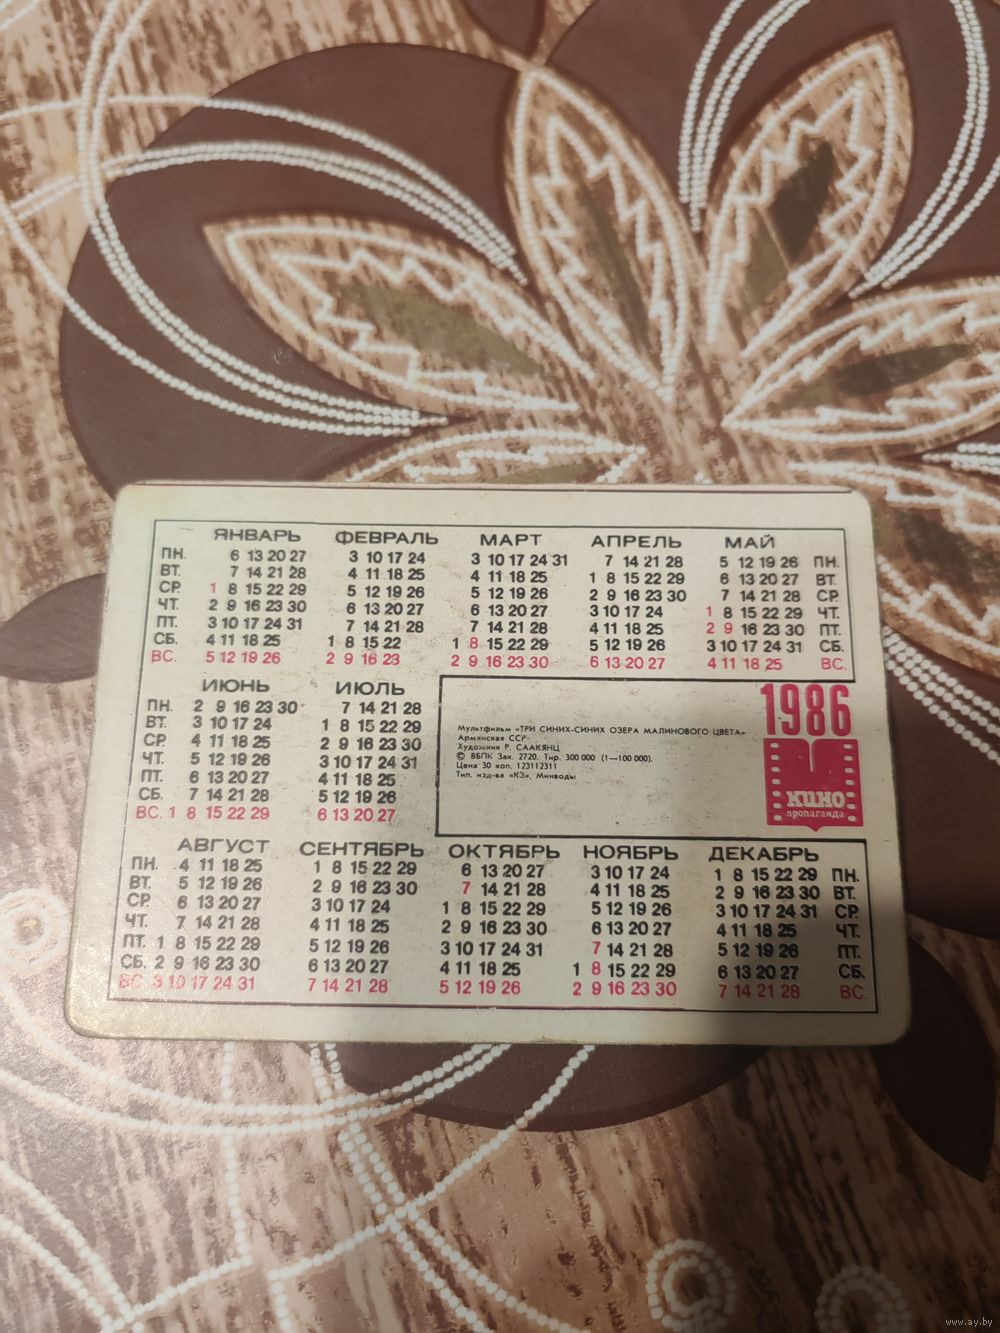 ЯНВАРЬ ФЕВРАЛЬ МАРТ АПРЕЛЬ МАЙ
ПН. 6 13 20 27 3 10 17 24 3 10 17 24 31 7 14 21 28 5 12 19 26 ПН.
ВТ. 7 14 21 28 4 11 18 25 4 11 18 25 1 8 15 22 29 6 13 20 27 ВТ.
СР. 1 8 15 22 29 5 12 19 26 5 12 19 26 2 9 16 23 30 7 14 21 28 СР.
ЧТ. 2 9 16 23 30 6 13 20 27 6 13 20 27 3 10 17 24 1 8 15 22 29 ЧТ.
ПТ. 3 10 17 24 31 7 14 21 28 7 14 21 28 4 11 18 25 2 9 16 23 30 ПТ.
СБ. 4 11 18 25 1 8 15 22 1 8 15 22 29 5 12 19 26 3 10 17 24 31 СБ.
ВС. 5 12 19 26 2 9 16 23 2 9 16 23 30 6 13 20 27 4 11 18 25 ВС.
ИЮНЬ ИЮЛЬ
ПН. 2 9 16 23 30 7 14 21 28
ВТ. 3 10 17 24 1 8 15 22 29
СР. 4 11 18 25 2 9 16 23 30
ЧТ. 5 12 19 26 3 10 17 24 31
ПТ. 6 13 20 27 4 11 18 25
СБ. 7 14 21 28 5 12 19 26
ВС. 1 8 15 22 29 6 13 20 27
Мультфильм «ТРИ СИНИХ-СИНИХ ОЗЕРА МАЛИНОВОГО ЦВЕТА»
Армянская ССР
Художник Р. СААКЯНЦ
© ВБПК Зак. 2720. Тир. 300 000 (1—100 000).
Цена 30 коп. 123112311
Тип. изд-ва «КЗ», Минводы
1986
кино
пропаганда
АВГУСТ СЕНТЯБРЬ ОКТЯБРЬ НОЯБРЬ ДЕКАБРЬ
ПН. 4 11 18 25 1 8 15 22 29 6 13 20 27 3 10 17 24 1 8 15 22 29 ПН.
ВТ. 5 12 19 26 2 9 16 23 30 7 14 21 28 4 11 18 25 2 9 16 23 30 ВТ.
СР. 6 13 20 27 3 10 17 24 1 8 15 22 29 5 12 19 26 3 10 17 24 31 СР.
ЧТ. 7 14 21 28 4 11 18 25 2 9 16 23 30 6 13 20 27 4 11 18 25 ЧТ.
ПТ. 1 8 15 22 29 5 12 19 26 3 10 17 24 31 7 14 21 28 5 12 19 26 ПТ.
СБ. 2 9 16 23 30 6 13 20 27 4 11 18 25 1 8 15 22 29 6 13 20 27 СБ.
ВС. 3 10 17 24 31 7 14 21 28 5 12 19 26 2 9 16 23 30 7 14 21 28 ВС.
www.ay.by